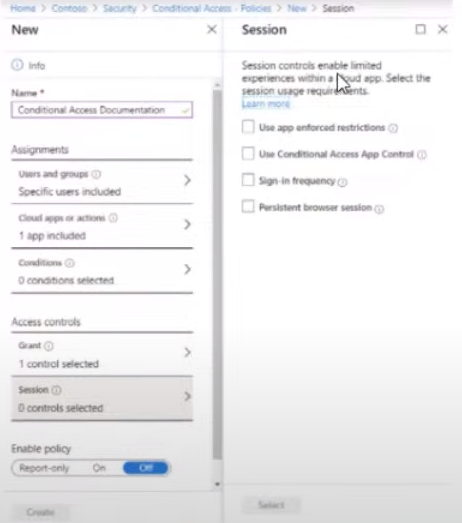 Home > Contoso > Security > Conditional Access - Policies > New > Session
New
Info
Name *
Conditional Access Documentation
Assignments
Users and groups
Specific users included
Cloud apps or actions
1 app included
Conditions
0 conditions selected
Access controls
Grant
1 control selected
Session
0 controls selected
Enable policy
Report-only On Off
Create
Session
Session controls enable limited
experiences within a cloud app. Select the
session usage requirements.
Learn more
Use app enforced restrictions
Use Conditional Access App Control
Sign-in frequency
Persistent browser session
Select